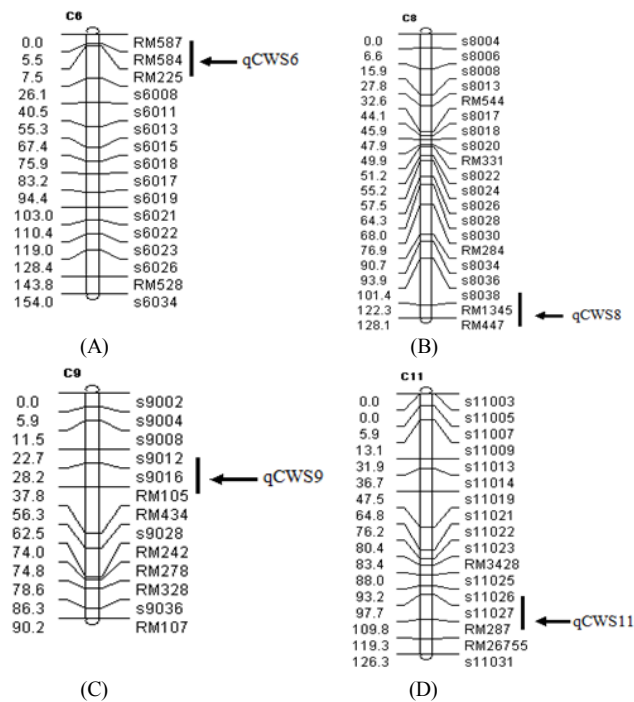 C6
0.0 RM587
5.5 RM584
7.5 RM225
26.1 s6008
40.5 s6011
55.3 s6013
67.4 s6015
75.9 s6018
83.2 s6017
94.4 s6019
103.0 s6021
110.4 s6022
119.0 s6023
128.4 s6026
143.8 RM528
154.0 s6034
qCWS6
(A)
C8
0.0 s8004
6.6 s8006
15.9 s8008
27.8 s8013
32.6 RM544
44.1 s8017
45.9 s8018
47.9 s8020
49.9 RM331
51.2 s8022
55.2 s8024
57.5 s8026
64.3 s8028
68.0 s8030
76.9 RM284
90.7 s8034
93.9 s8036
101.4 s8038
122.3 RM1345
128.1 RM447
qCWS8
(B)
C9
0.0 s9002
5.9 s9004
11.5 s9008
22.7 s9012
28.2 s9016
37.8 RM105
56.3 RM434
62.5 s9028
74.0 RM242
74.8 RM278
78.6 RM328
86.3 s9036
90.2 RM107
qCWS9
(C)
C11
0.0 s11003
0.0 s11005
5.9 s11007
13.1 s11009
31.9 s11013
36.7 s11014
47.5 s11019
64.8 s11021
76.2 s11022
80.4 s11023
83.4 RM3428
88.0 s11025
93.2 s11026
97.7 s11027
109.8 RM287
119.3 RM26755
126.3 s11031
qCWS11
(D)